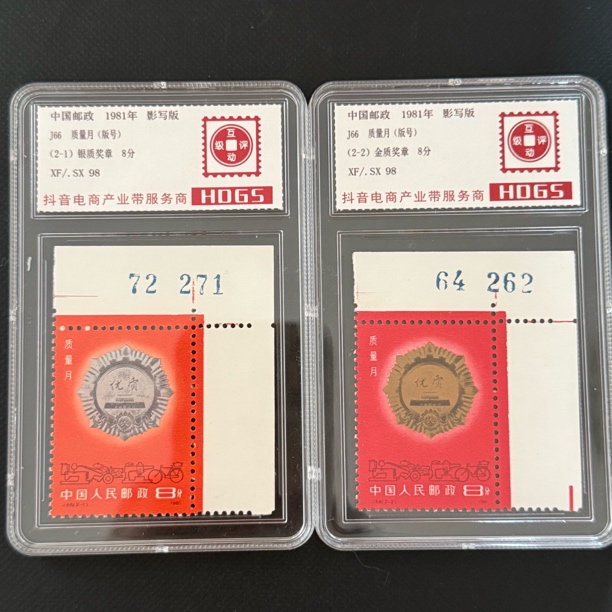 中国邮政 1981年 影写版
J66 质量月(版号)
(2-1)银质奖章 8分
XF/.SX 98
互
级 评
动
抖音电商产业带服务商 HDGS
72 271
质量月
优质
中国人民邮政 8分
中国邮政 1981年 影写版
J66 质量月(版号)
(2-2)金质奖章 8分
XF/.SX 98
互
级 评
动
抖音电商产业带服务商 HDGS
64 262
质量月
优质
中国人民邮政 8分